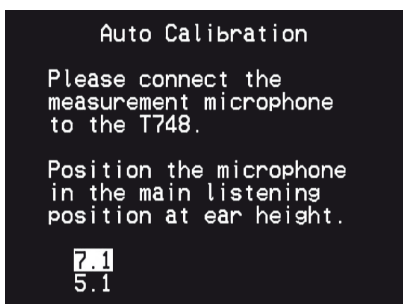 Auto Calibration
Please connect the
measurement microphone
to the T748.
Position the microphone
in the main listening
position at ear height.
7.1
5.1